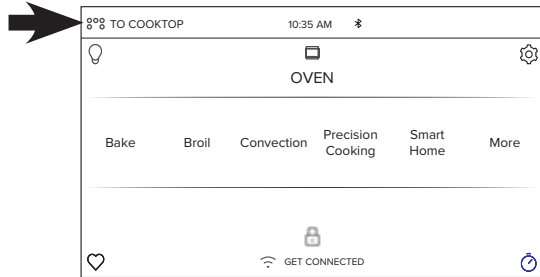 TO COOKTOP 10:35 AM
OVEN
Bake Broil Convection Precision Cooking Smart Home More
GET CONNECTED